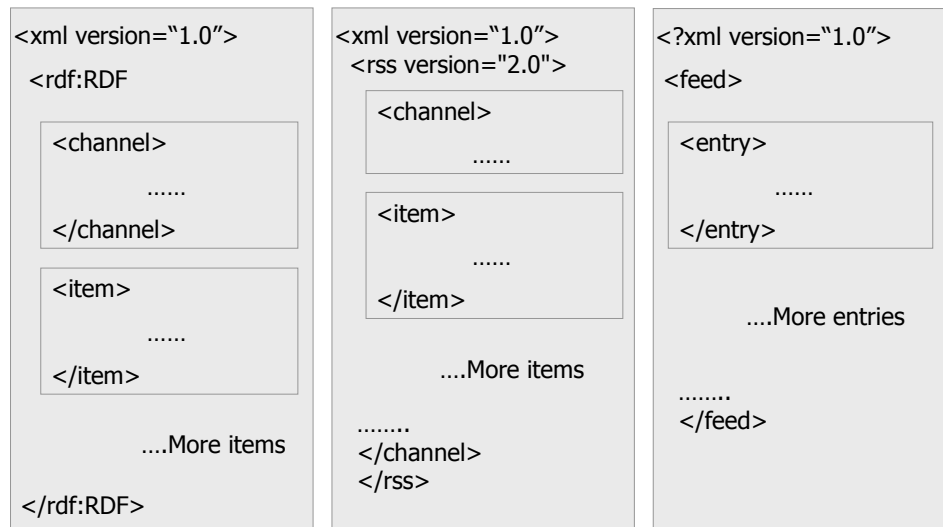 <xml version=“1.0”>
<rdf:RDF
<channel>
……
</channel>
<item>
……
</item>
….More items
</rdf:RDF>
<xml version=“1.0”>
<rss version="2.0">
<channel>
……
<item>
……
</item>
….More items
……..
</channel>
</rss>
<?xml version=“1.0”>
<feed>
<entry>
……
</entry>
….More entries
……..
</feed>